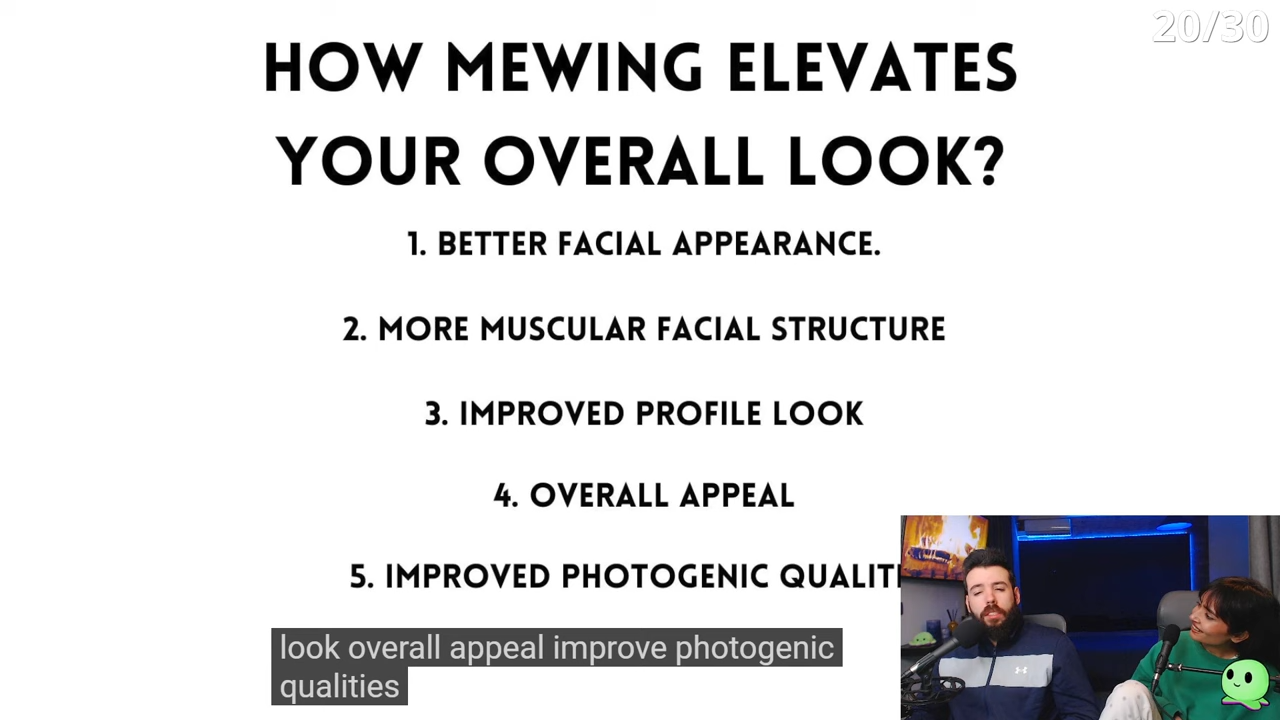 20/30
HOW MEWING ELEVATES
YOUR OVERALL LOOK?
1. BETTER FACIAL APPEARANCE.
2. MORE MUSCULAR FACIAL STRUCTURE
3. IMPROVED PROFILE LOOK
4. OVERALL APPEAL
5. IMPROVED PHOTOGENIC QUALITI
look overall appeal improve photogenic
qualities